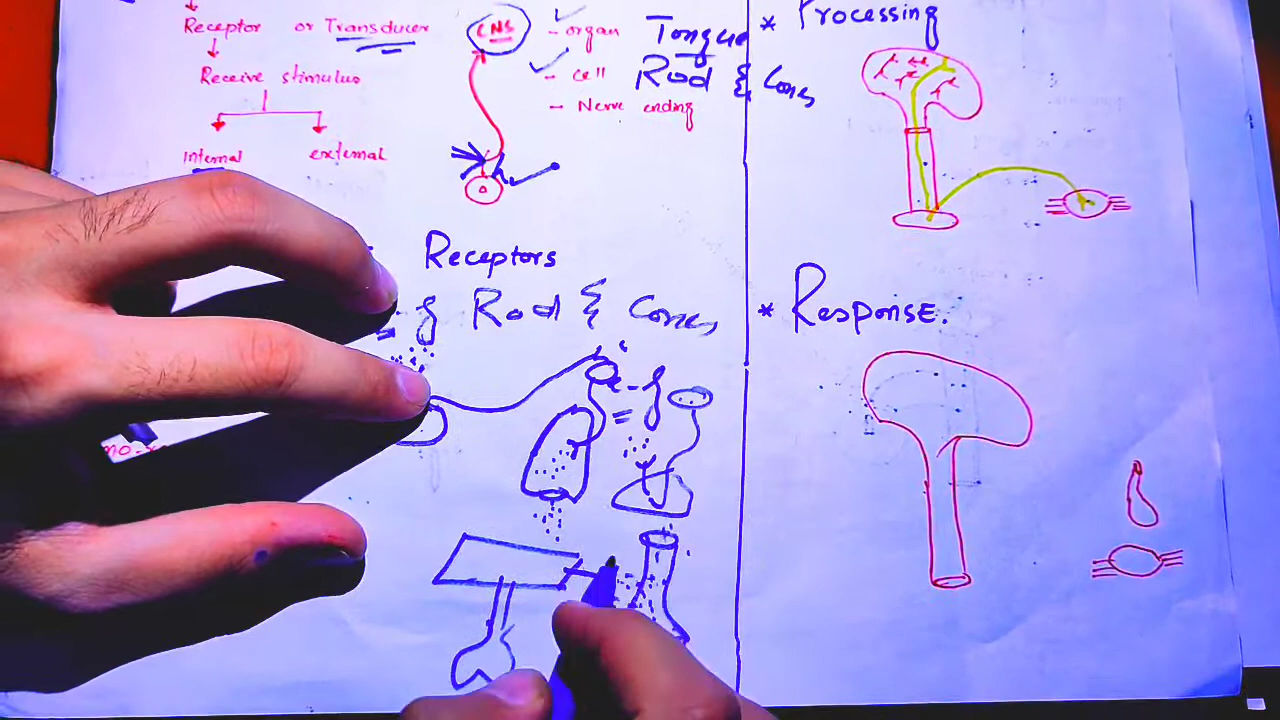 Receptor or Transducer
Receive stimulus
Internal external
CNS
- organ
- cell
- Nerve ending
Tongue
Rod & Cones
* Processing
Receptors
Rod & Cones
* Response.